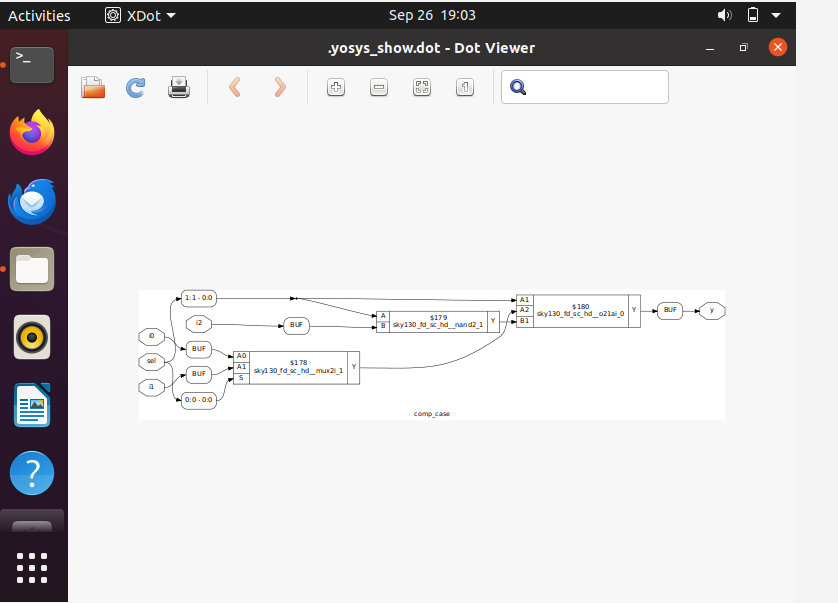 Activities XDot Sep 26 19:03
.yosys_show.dot - Dot Viewer
>_
?
1
1:1 - 0:0
i2
BUF
i0
BUF
sel
BUF
i1
0:0 - 0:0
A0
A1
S
$178
sky130_fd_sc_hd__mux2i_1
Y
A
B
$179
sky130_fd_sc_hd__nand2_1
Y
A1
A2
B1
$180
sky130_fd_sc_hd__o21ai_0
Y
BUF
y
comp_case